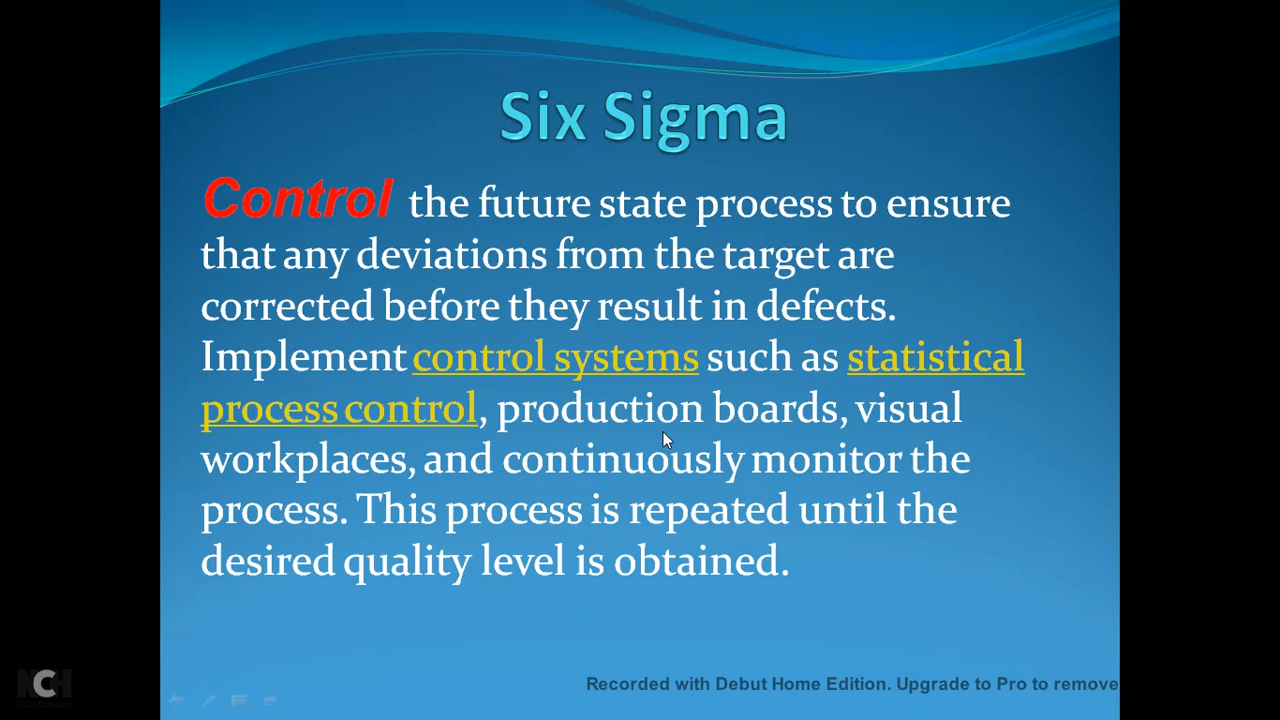 Six Sigma
Control the future state process to ensure
that any deviations from the target are
corrected before they result in defects.
Implement control systems such as statistical
process control, production boards, visual
workplaces, and continuously monitor the
process. This process is repeated until the
desired quality level is obtained.
Recorded with Debut Home Edition. Upgrade to Pro to remove
NCH